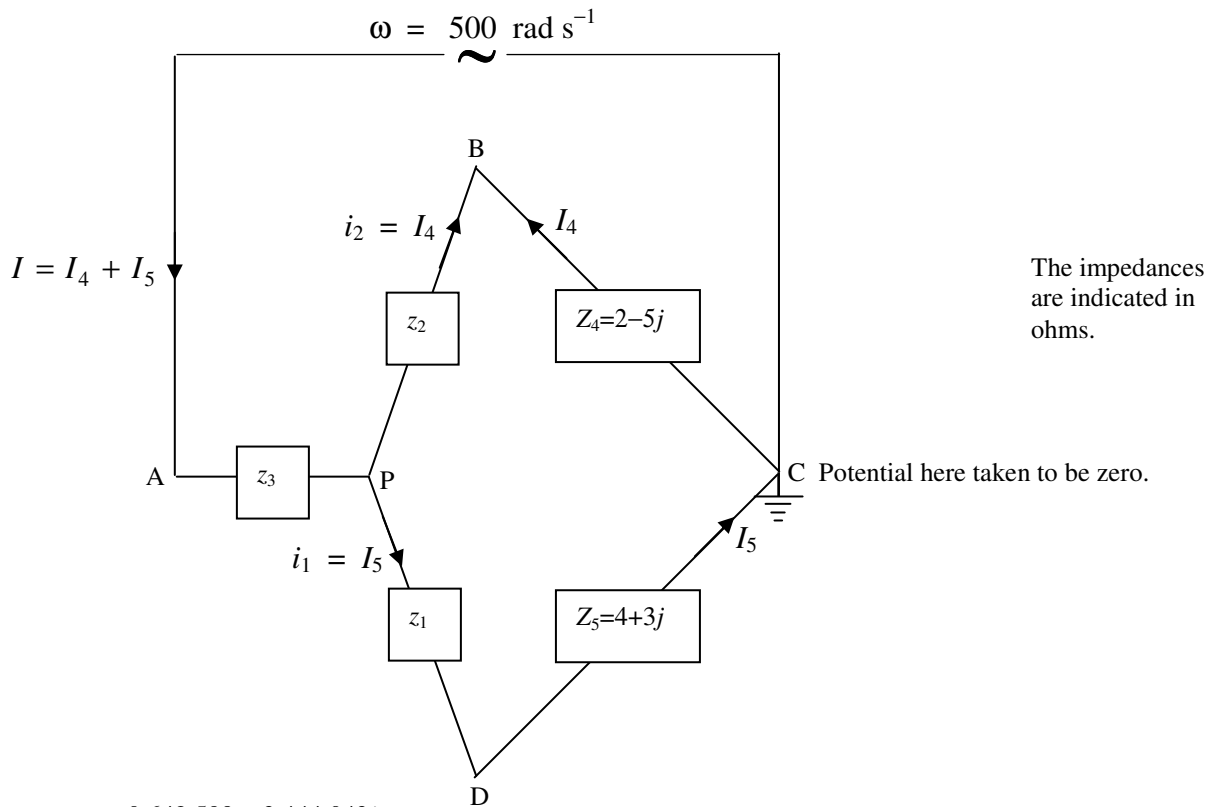 ω = 500 rad s⁻¹
~
B
i₂ = I₄
I₄
I = I₄ + I₅
The impedances
are indicated in
ohms.
z₂
Z₄=2−5j
A
z₃
P
C Potential here taken to be zero.
i₁ = I₅
I₅
z₁
Z₅=4+3j
D